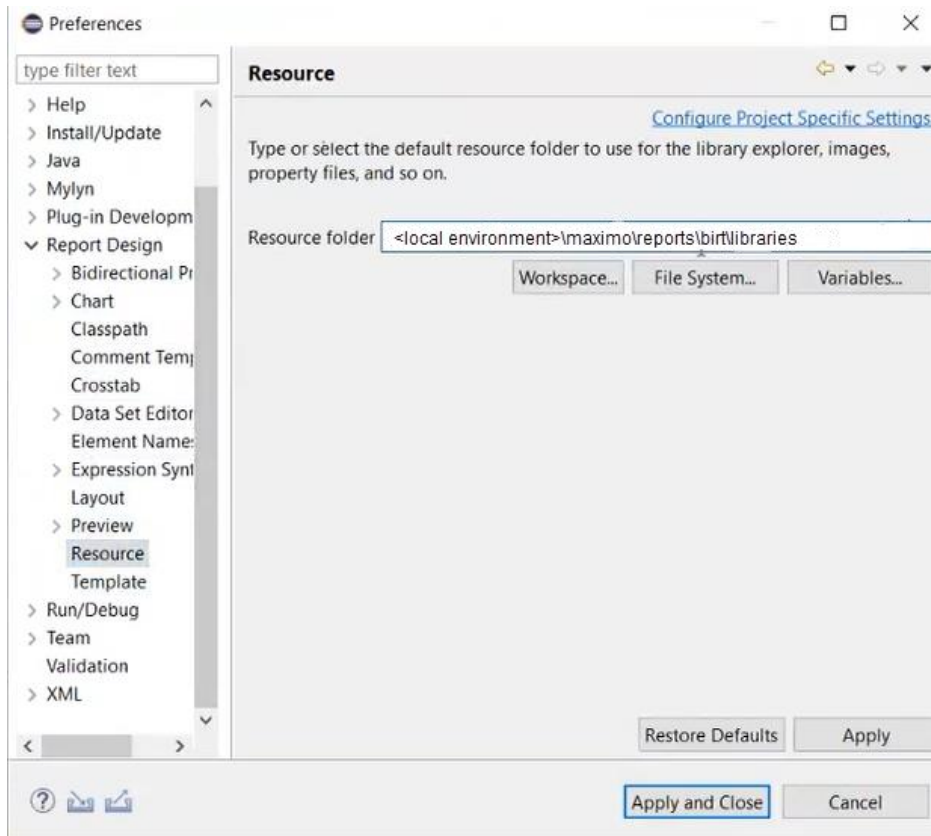 Preferences
type filter text
Help
Install/Update
Java
Mylyn
Plug-in Developm
Report Design
Bidirectional Pr
Chart
Classpath
Comment Temp
Crosstab
Data Set Editor
Element Name
Expression Synt
Layout
Preview
Resource
Template
Run/Debug
Team
Validation
XML
Resource
Configure Project Specific Settings
Type or select the default resource folder to use for the library explorer, images,
property files, and so on.
Resource folder <local environment>\maximo\reports\birt\libraries
Workspace... File System... Variables...
Restore Defaults Apply
Apply and Close Cancel